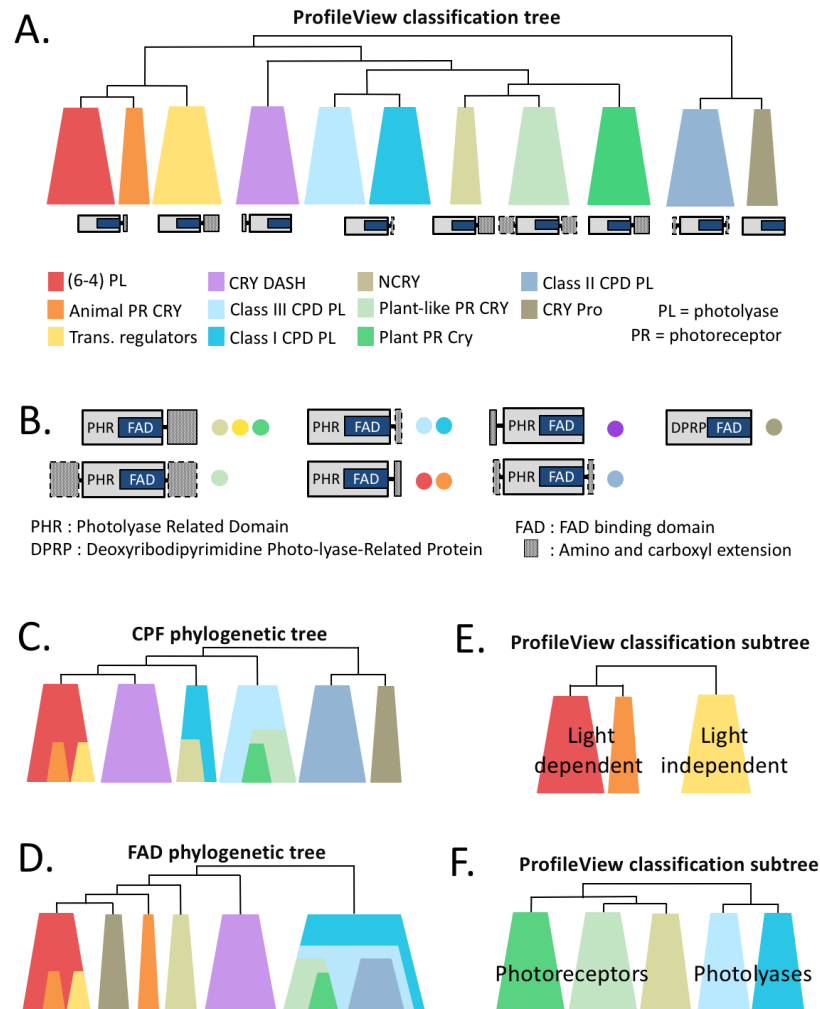 A.
ProfileView classification tree
(6-4) PL
CRY DASH
NCRY
Class II CPD PL
Animal PR CRY
Class III CPD PL
Plant-like PR CRY
CRY Pro
PL = photolyase
Trans. regulators
Class I CPD PL
Plant PR Cry
PR = photoreceptor
B.
PHR FAD
PHR FAD
PHR FAD
DPRP FAD
PHR FAD
PHR FAD
PHR FAD
PHR : Photolyase Related Domain
FAD : FAD binding domain
DPRP : Deoxyribodipyrimidine Photo-lyase-Related Protein
: Amino and carboxyl extension
C.
CPF phylogenetic tree
E.
ProfileView classification subtree
Light
dependent
Light
independent
D.
FAD phylogenetic tree
F.
ProfileView classification subtree
Photoreceptors
Photolyases